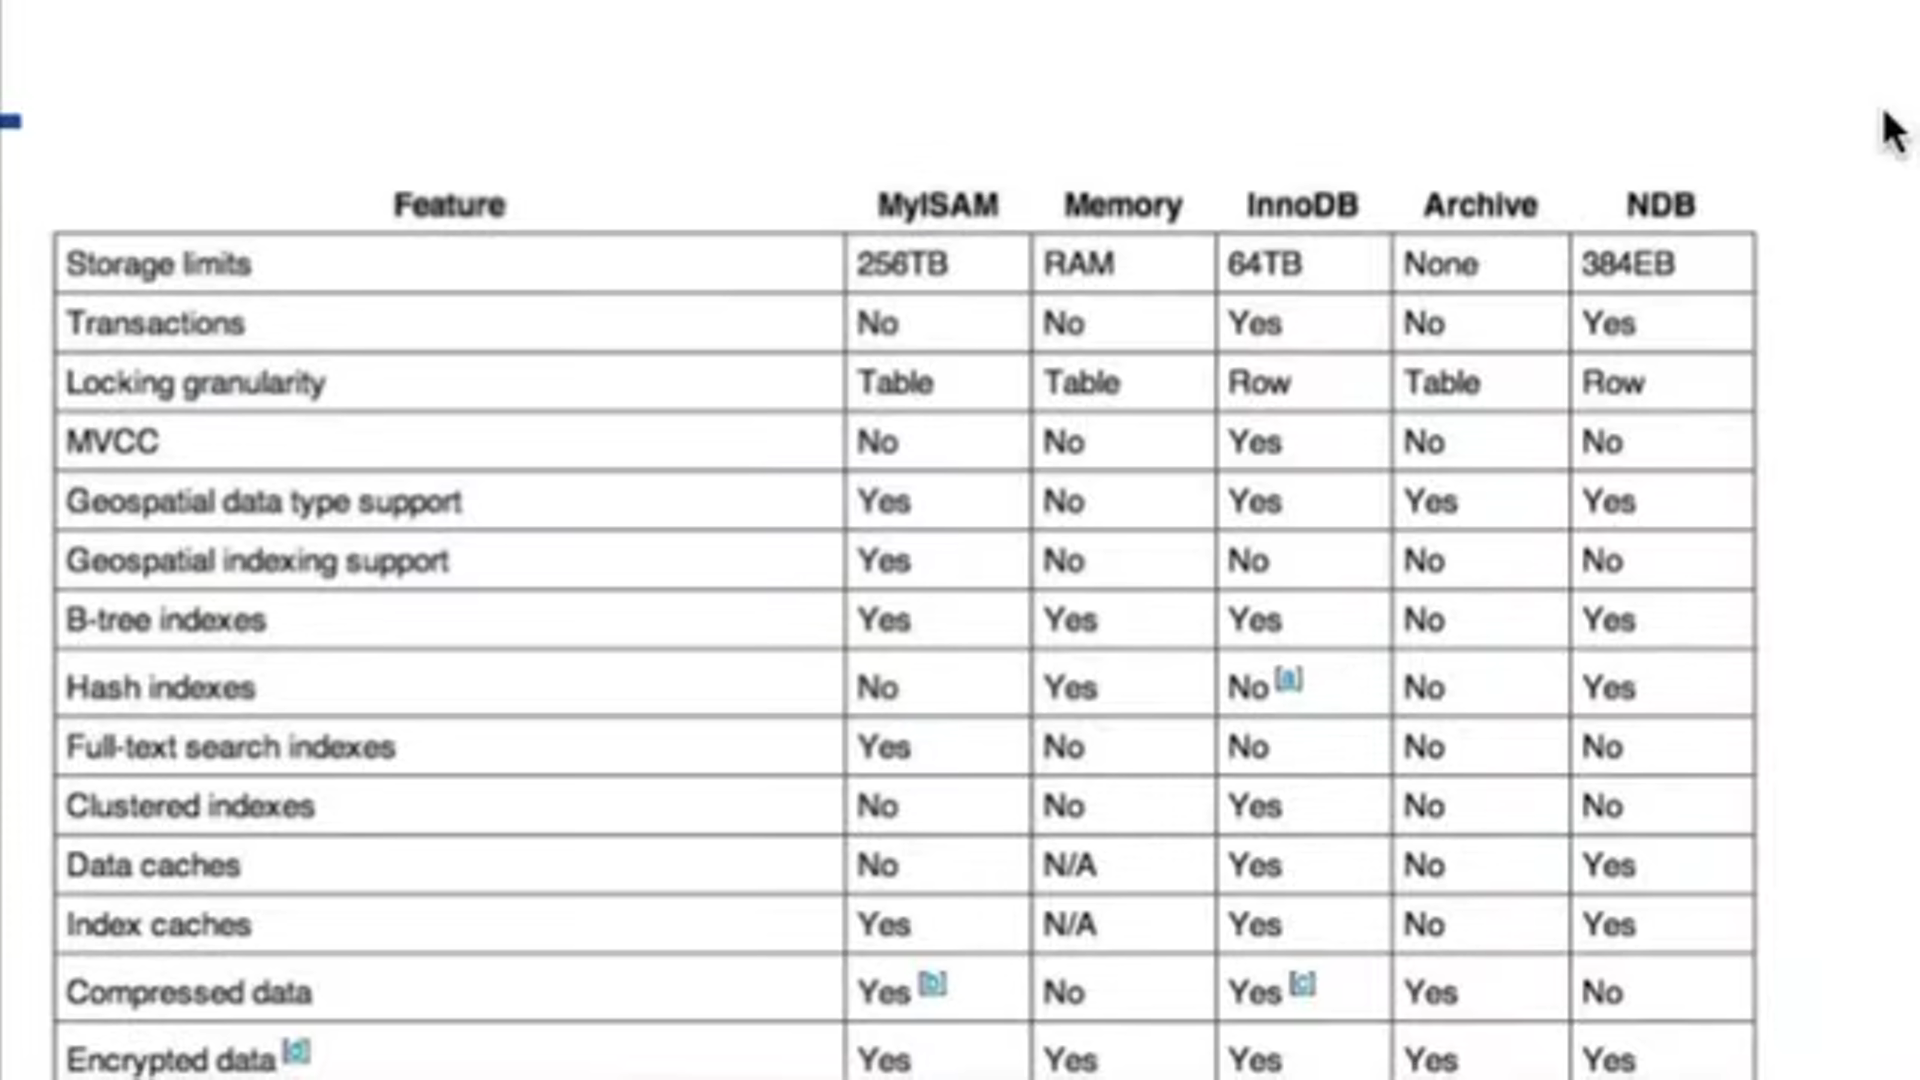 Feature MyISAM Memory InnoDB Archive NDB
Storage limits 256TB RAM 64TB None 384EB
Transactions No No Yes No Yes
Locking granularity Table Table Row Table Row
MVCC No No Yes No No
Geospatial data type support Yes No Yes Yes Yes
Geospatial indexing support Yes No No No No
B-tree indexes Yes Yes Yes No Yes
Hash indexes No Yes No [a] No Yes
Full-text search indexes Yes No No No No
Clustered indexes No No Yes No No
Data caches No N/A Yes No Yes
Index caches Yes N/A Yes No Yes
Compressed data Yes [b] No Yes [c] Yes No
Encrypted data [d] Yes Yes Yes Yes Yes